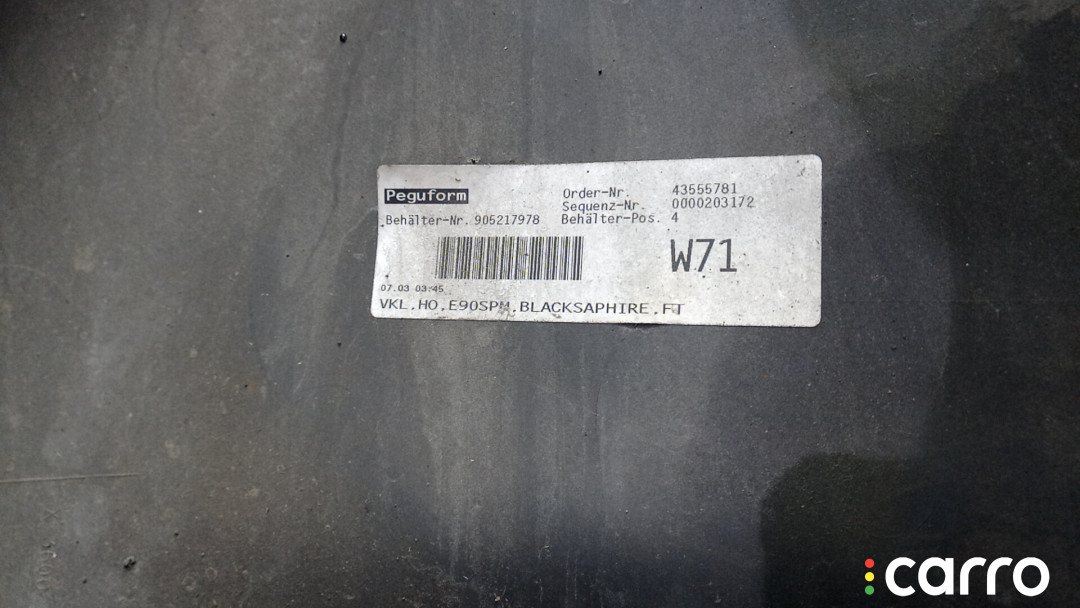 Peguform
Order-Nr. 43555781
Sequenz-Nr. 0000203172
Behälter-Nr. 905217978 Behälter-Pos. 4
W71
07.03 03:45
VKL.HO.E90SPM.BLACKSAPHIRE.FT
carro